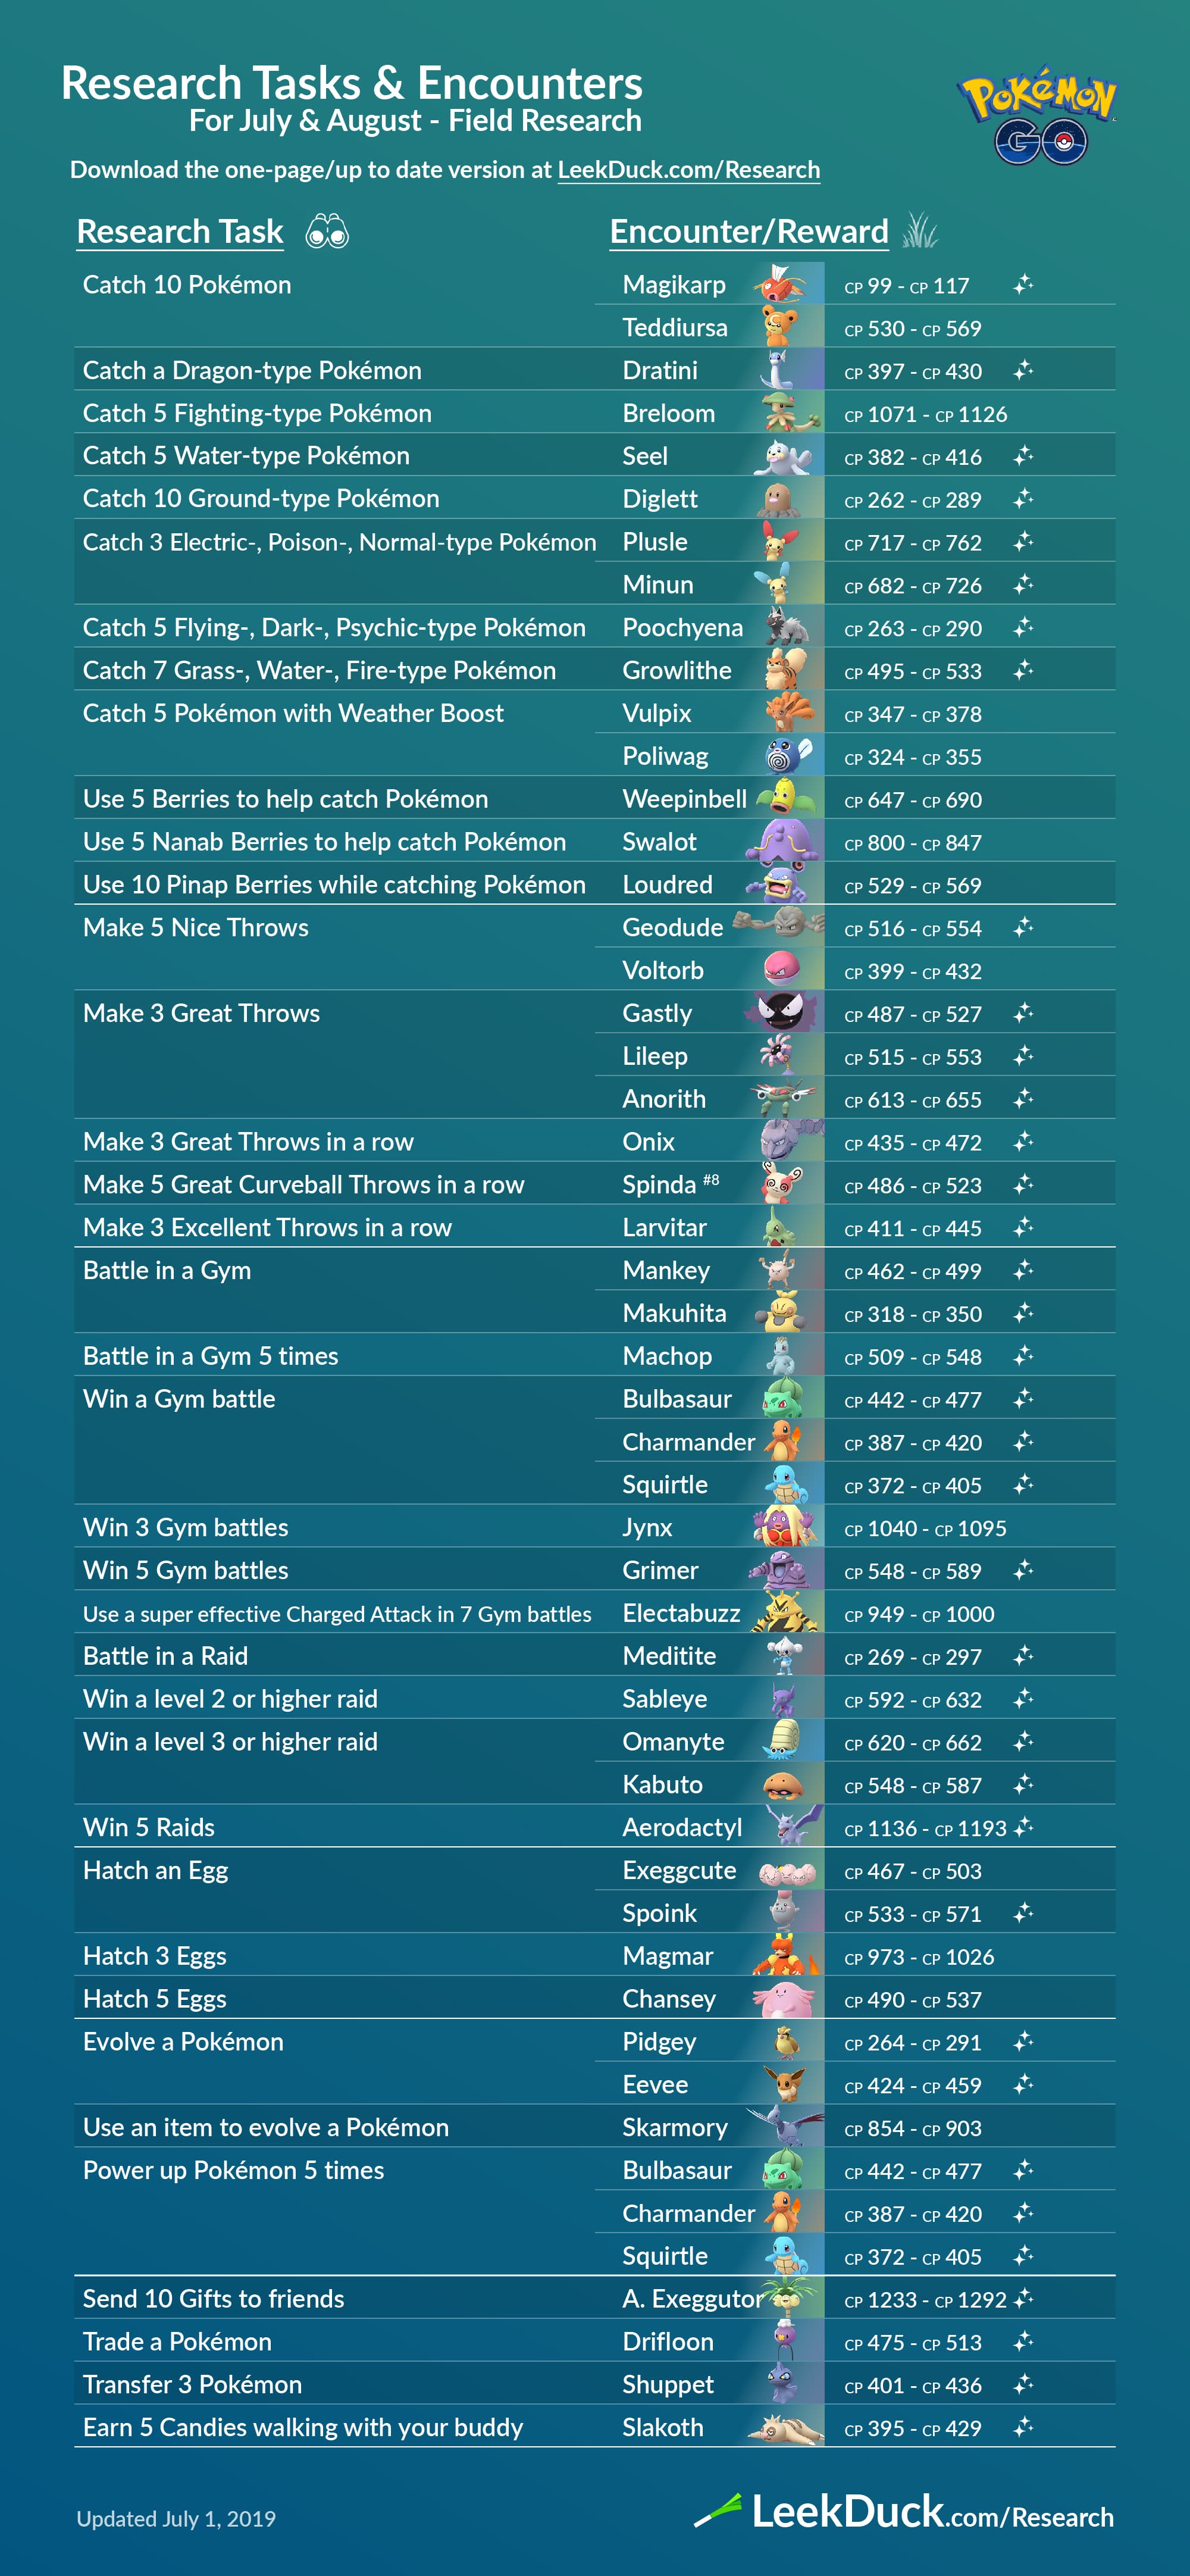 Research Tasks & Encounters
For July & August - Field Research
POKÉMON
GO
Download the one-page/up to date version at LeekDuck.com/Research
Research Task Encounter/Reward
Catch 10 Pokémon Magikarp CP 99 - CP 117
Teddiursa CP 530 - CP 569
Catch a Dragon-type Pokémon Dratini CP 397 - CP 430
Catch 5 Fighting-type Pokémon Breloom CP 1071 - CP 1126
Catch 5 Water-type Pokémon Seel CP 382 - CP 416
Catch 10 Ground-type Pokémon Diglett CP 262 - CP 289
Catch 3 Electric-, Poison-, Normal-type Pokémon Plusle CP 717 - CP 762
Minun CP 682 - CP 726
Catch 5 Flying-, Dark-, Psychic-type Pokémon Poochyena CP 263 - CP 290
Catch 7 Grass-, Water-, Fire-type Pokémon Growlithe CP 495 - CP 533
Catch 5 Pokémon with Weather Boost Vulpix CP 347 - CP 378
Poliwag CP 324 - CP 355
Use 5 Berries to help catch Pokémon Weepinbell CP 647 - CP 690
Use 5 Nanab Berries to help catch Pokémon Swalot CP 800 - CP 847
Use 10 Pinap Berries while catching Pokémon Loudred CP 529 - CP 569
Make 5 Nice Throws Geodude CP 516 - CP 554
Voltorb CP 399 - CP 432
Make 3 Great Throws Gastly CP 487 - CP 527
Lileep CP 515 - CP 553
Anorith CP 613 - CP 655
Make 3 Great Throws in a row Onix CP 435 - CP 472
Make 5 Great Curveball Throws in a row Spinda #8 CP 486 - CP 523
Make 3 Excellent Throws in a row Larvitar CP 411 - CP 445
Battle in a Gym Mankey CP 462 - CP 499
Makuhita CP 318 - CP 350
Battle in a Gym 5 times Machop CP 509 - CP 548
Win a Gym battle Bulbasaur CP 442 - CP 477
Charmander CP 387 - CP 420
Squirtle CP 372 - CP 405
Win 3 Gym battles Jynx CP 1040 - CP 1095
Win 5 Gym battles Grimer CP 548 - CP 589
Use a super effective Charged Attack in 7 Gym battles Electabuzz CP 949 - CP 1000
Battle in a Raid Meditite CP 269 - CP 297
Win a level 2 or higher raid Sableye CP 592 - CP 632
Win a level 3 or higher raid Omanyte CP 620 - CP 662
Kabuto CP 548 - CP 587
Win 5 Raids Aerodactyl CP 1136 - CP 1193
Hatch an Egg Exeggcute CP 467 - CP 503
Spoink CP 533 - CP 571
Hatch 3 Eggs Magmar CP 973 - CP 1026
Hatch 5 Eggs Chansey CP 490 - CP 537
Evolve a Pokémon Pidgey CP 264 - CP 291
Eevee CP 424 - CP 459
Use an item to evolve a Pokémon Skarmory CP 854 - CP 903
Power up Pokémon 5 times Bulbasaur CP 442 - CP 477
Charmander CP 387 - CP 420
Squirtle CP 372 - CP 405
Send 10 Gifts to friends A. Exeggutor CP 1233 - CP 1292
Trade a Pokémon Drifloon CP 475 - CP 513
Transfer 3 Pokémon Shuppet CP 401 - CP 436
Earn 5 Candies walking with your buddy Slakoth CP 395 - CP 429
Updated July 1, 2019 LeekDuck.com/Research